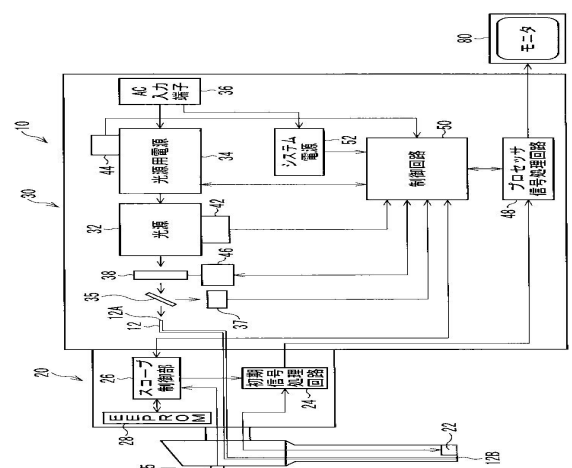 10
30
20
80
モニタ
AC
入力
端子
36
44
光源用電源
34
システム
電源
52
制御回路
50
プロセッサ
信号処理回路
48
32
光源
42
38
46
35
37
12A
12
26
スコープ
制御部
初期
信号
処理
回路
24
28
EEPROM
22
12B
5